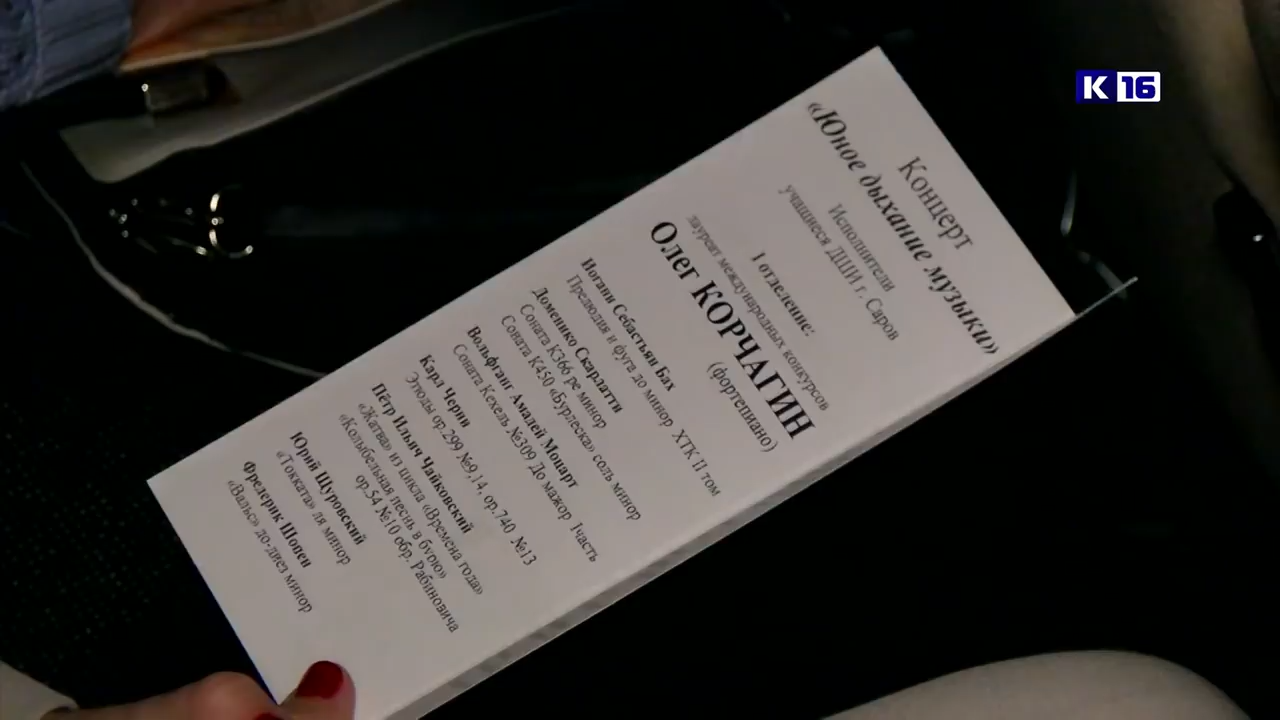 К 16
Концерт
«Юное дыхание музыки»
Исполнители
учащиеся ДШИ г. Саров
I отделение:
лауреат международных конкурсов
Олег КОРЧАГИН
(фортепиано)
Иоганн Себастьян Бах
Прелюдия и фуга до минор ХТК II том
Доменико Скарлатти
Соната К366 ре минор
Соната К450 «Бурлеска» соль минор
Вольфганг Амадей Моцарт
Соната Кехель №309 До мажор 1часть
Карл Черни
Этюды ор.299 №9,14, ор.740 №13
Пётр Ильич Чайковский
«Жатва» из цикла «Времена года»
«Колыбельная песнь в бурю»
ор.54 №10 обр. Рабиновича
Юрий Щуровский
«Токката» ля минор
Фредерик Шопен
«Вальс» до-диез минор